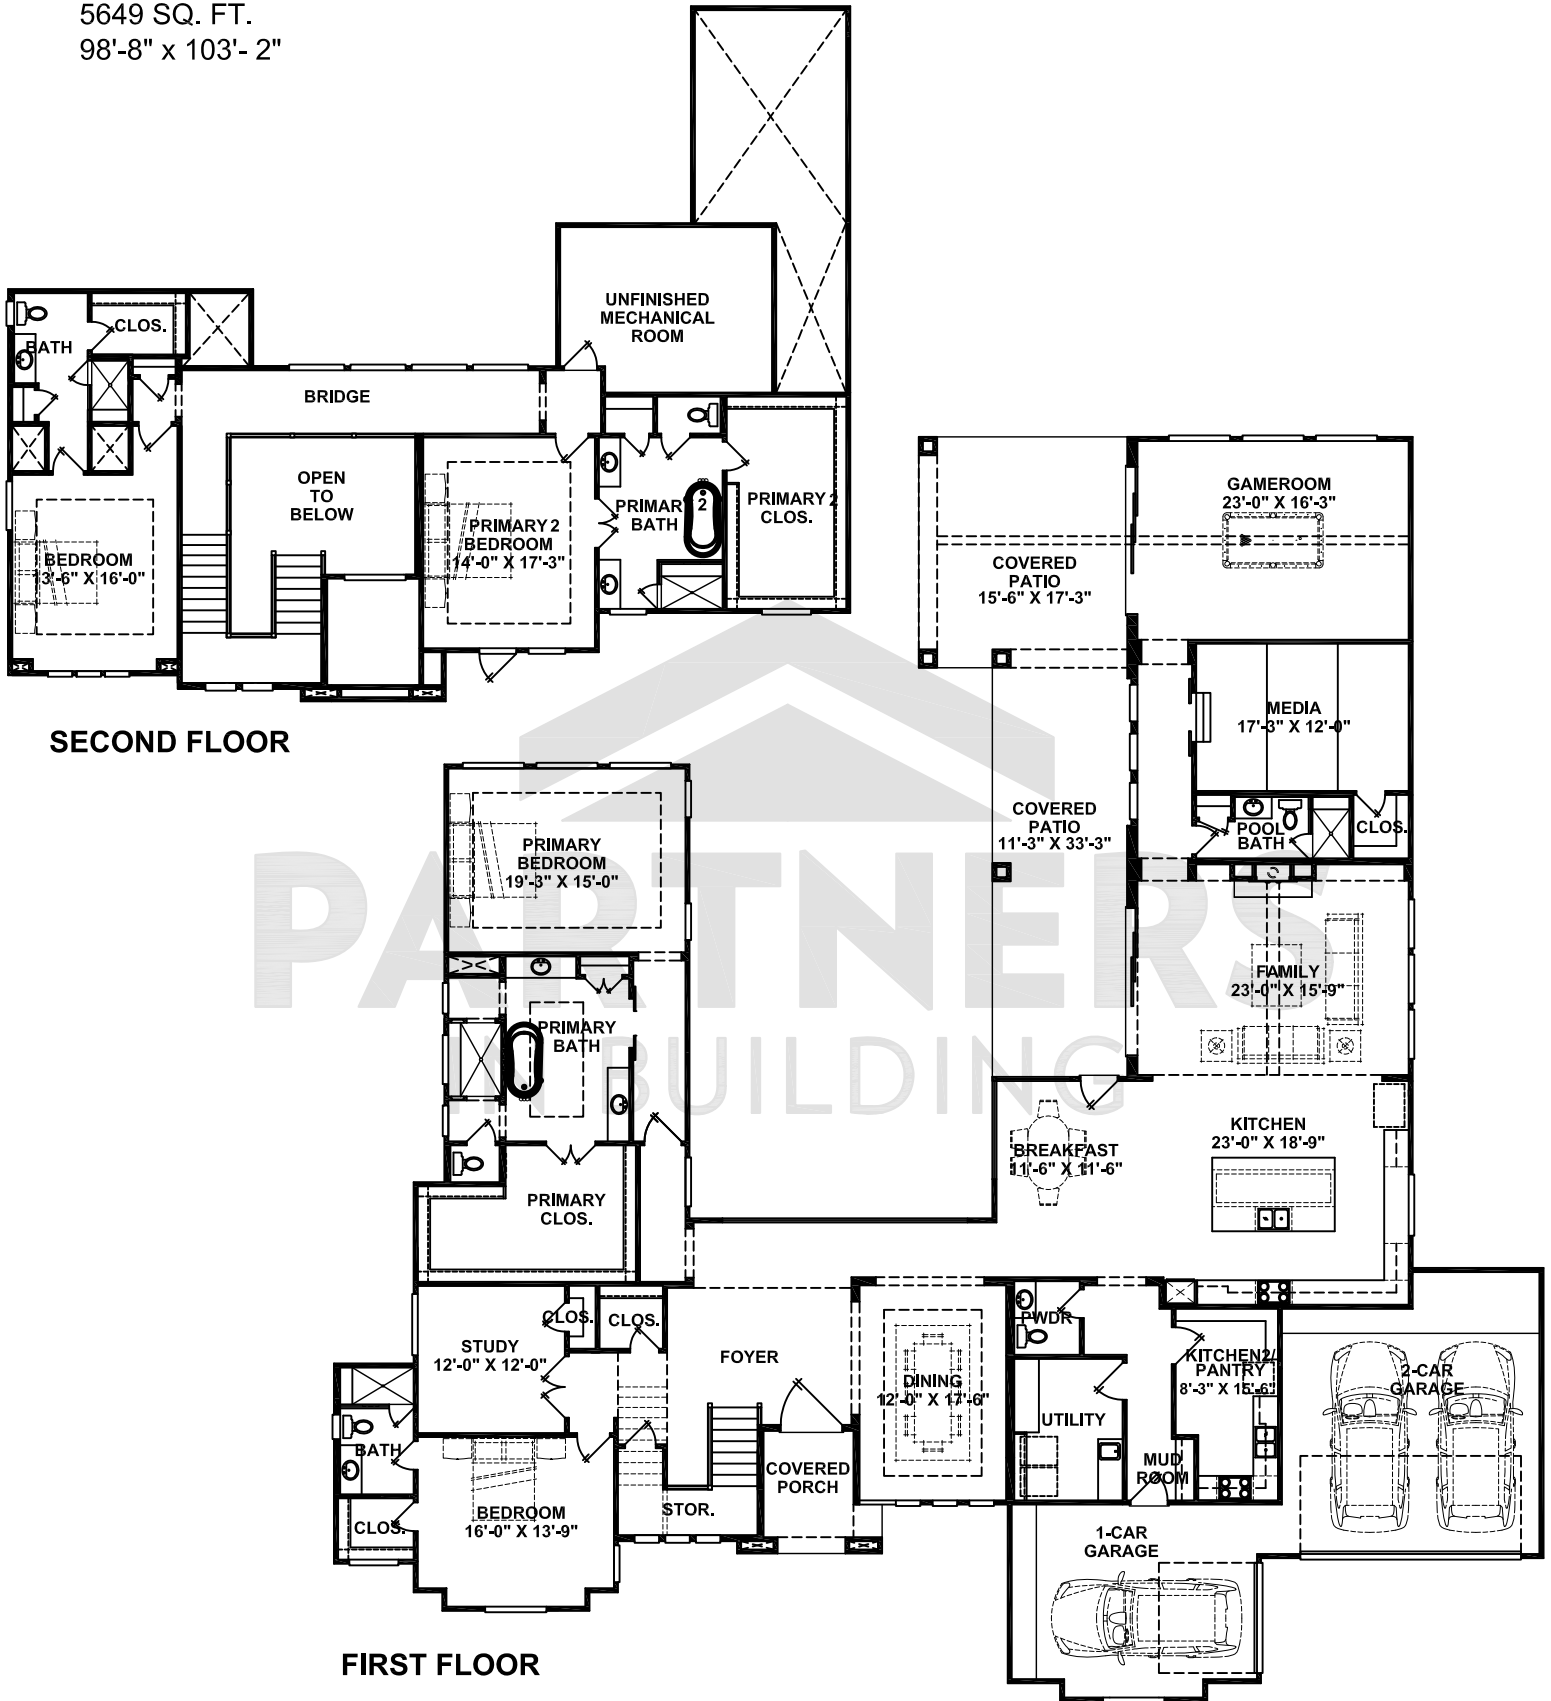 5649 SQ. FT.
98'-8" x 103'- 2"
UNFINISHED
MECHANICAL
ROOM
CLOS.
BATH
BRIDGE
OPEN
TO
BELOW
BEDROOM
13'-6" X 16'-0"
PRIMARY 2
BEDROOM
14'-0" X 17'-3"
PRIMARY 2
BATH
PRIMARY 2
CLOS.
SECOND FLOOR
GAMEROOM
23'-0" X 16'-3"
COVERED
PATIO
15'-6" X 17'-3"
MEDIA
17'-3" X 12'-0"
COVERED
PATIO
11'-3" X 33'-3"
POOL
BATH
CLOS.
PRIMARY
BEDROOM
19'-3" X 15'-0"
PARTNERS
IN BUILDING
FAMILY
23'-0" X 15'-9"
PRIMARY
BATH
KITCHEN
23'-0" X 18'-9"
BREAKFAST
11'-6" X 11'-6"
PRIMARY
CLOS.
CLOS.
CLOS.
STUDY
12'-0" X 12'-0"
FOYER
DINING
12'-0" X 17'-6"
PWDR
KITCHEN2/
PANTRY
8'-3" X 15'-6"
2-CAR
GARAGE
UTILITY
MUD
ROOM
BATH
COVERED
PORCH
CLOS.
BEDROOM
16'-0" X 13'-9"
STOR.
1-CAR
GARAGE
FIRST FLOOR